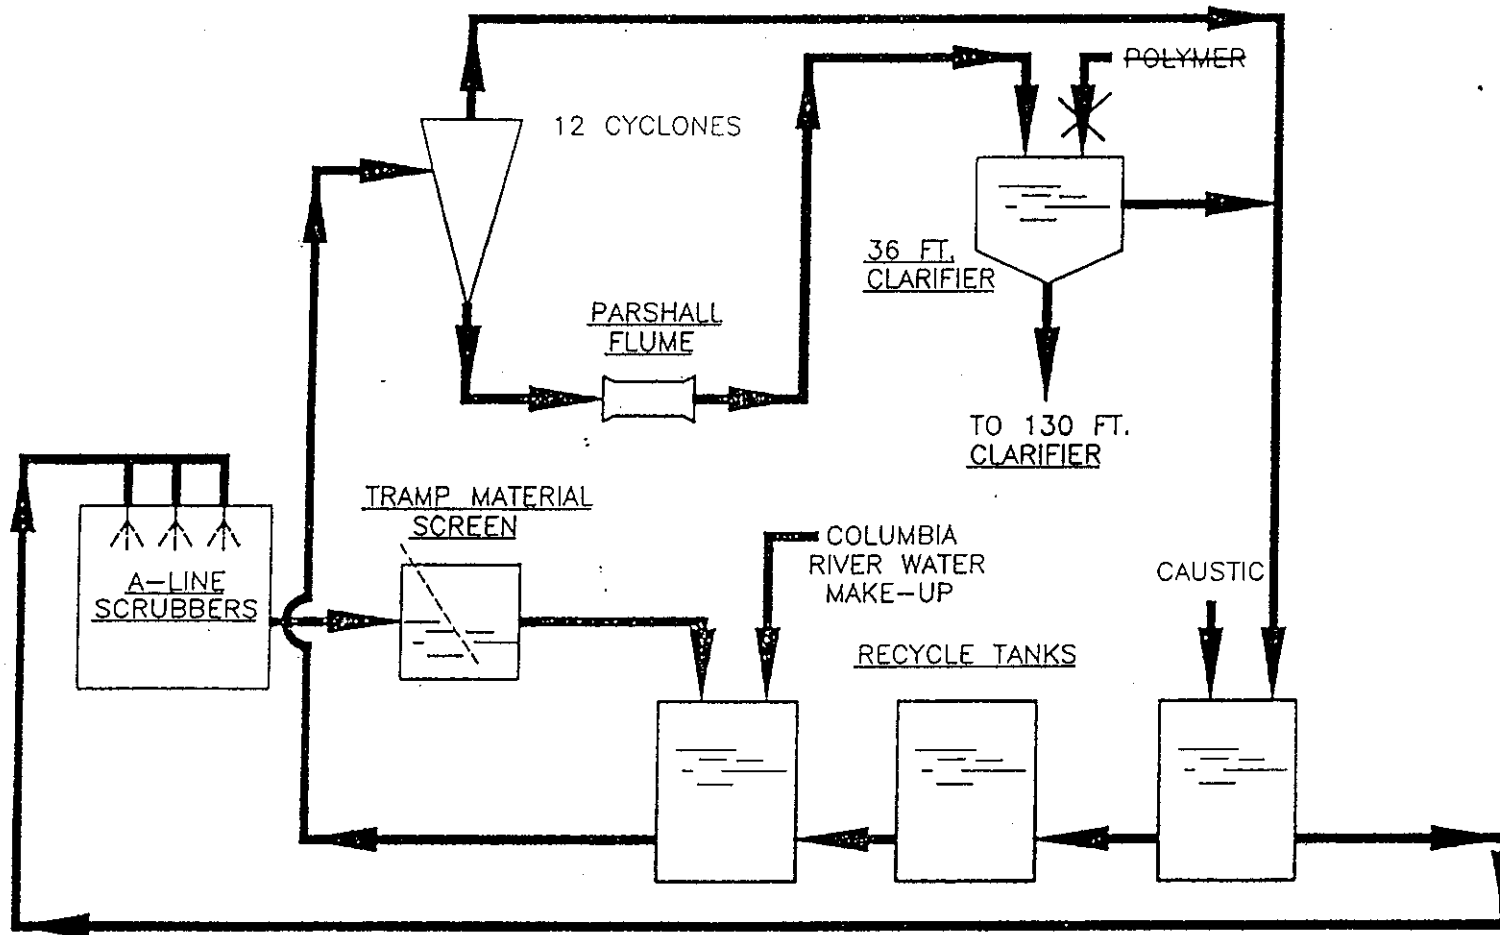 POLYMER
12 CYCLONES
36 FT.
CLARIFIER
PARSHALL
FLUME
TO 130 FT.
CLARIFIER
TRAMP MATERIAL
SCREEN
COLUMBIA
RIVER WATER
MAKE-UP
CAUSTIC
A-LINE
SCRUBBERS
RECYCLE TANKS